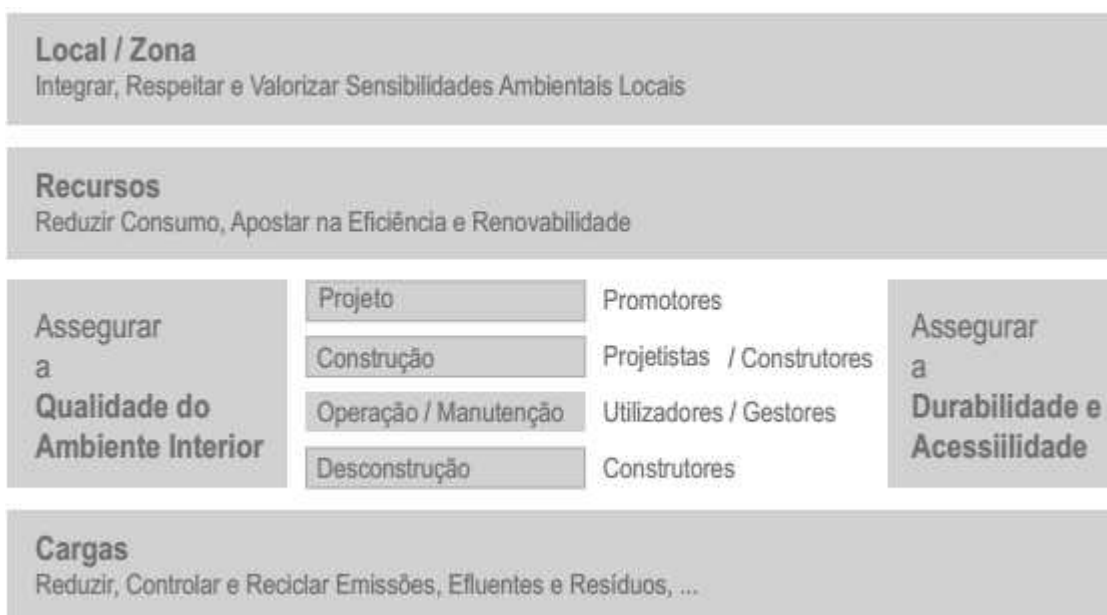 Local / Zona
Integrar, Respeitar e Valorizar Sensibilidades Ambientais Locais
Recursos
Reduzir Consumo, Apostar na Eficiência e Renovabilidade
Assegurar
a
Qualidade do
Ambiente Interior
Projeto
Promotores
Construção
Projetistas / Construtores
Operação / Manutenção
Utilizadores / Gestores
Desconstrução
Construtores
Assegurar
a
Durabilidade e
Acessiilidade
Cargas
Reduzir, Controlar e Reciclar Emissões, Efluentes e Resíduos, ...